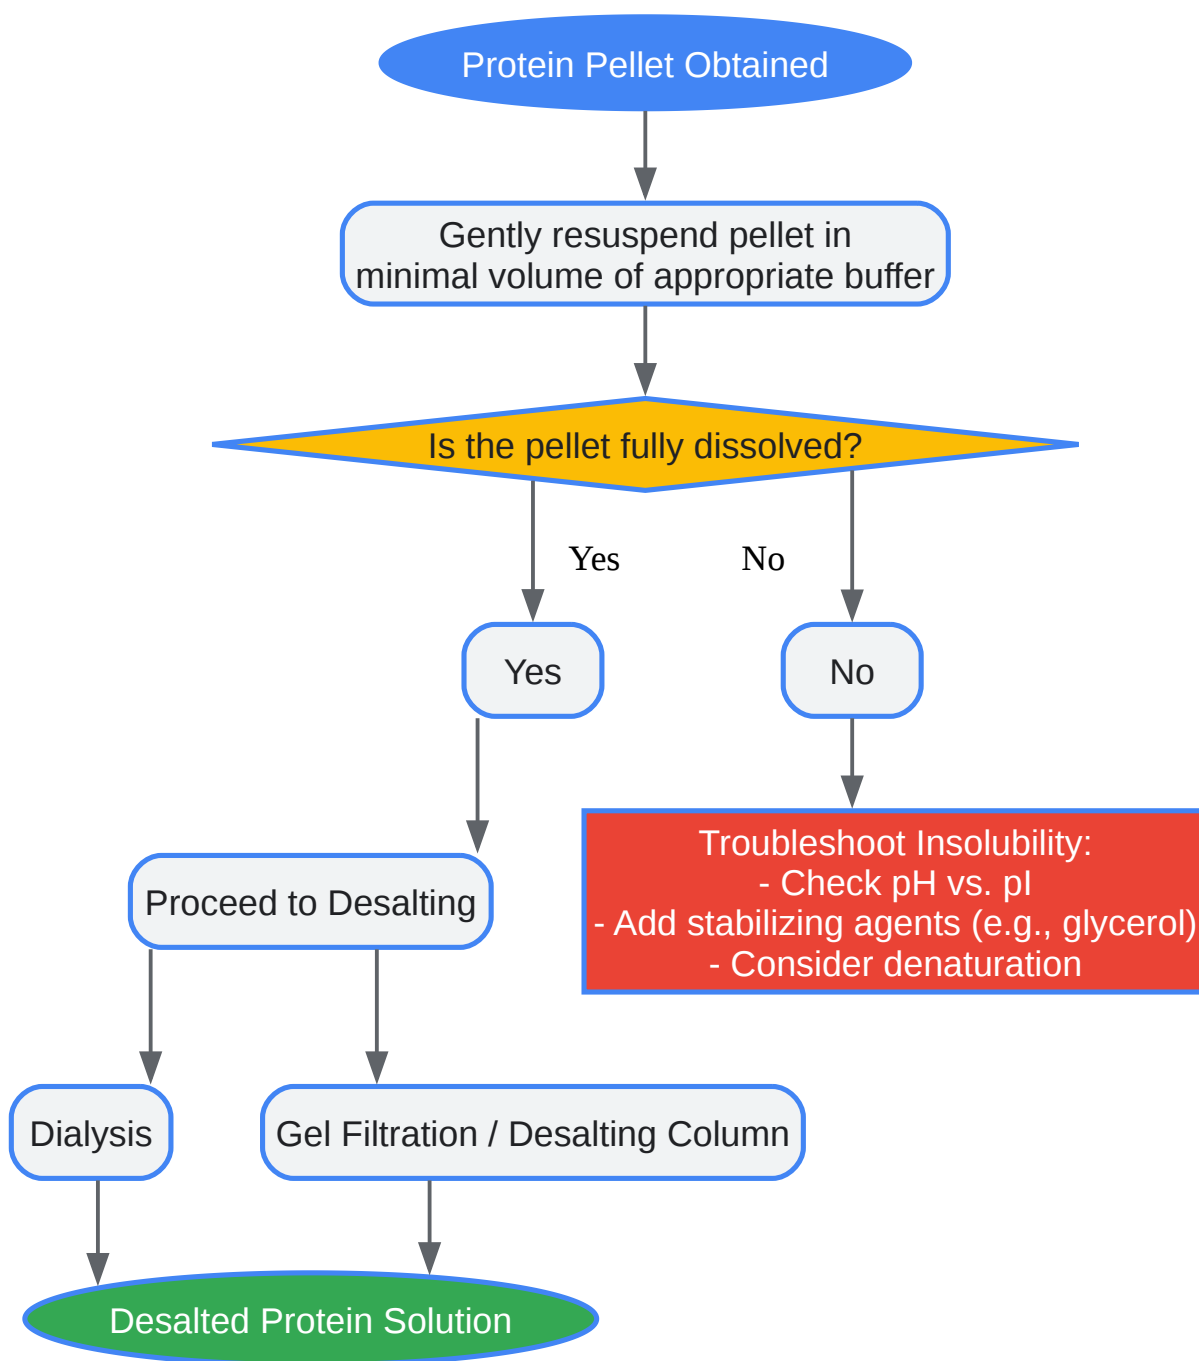 Protein Pellet Obtained
Gently resuspend pellet in
minimal volume of appropriate buffer
Is the pellet fully dissolved?
Yes
No
Yes
No
Proceed to Desalting
Troubleshoot Insolubility:
- Check pH vs. pI
- Add stabilizing agents (e.g., glycerol)
- Consider denaturation
Dialysis
Gel Filtration / Desalting Column
Desalted Protein Solution